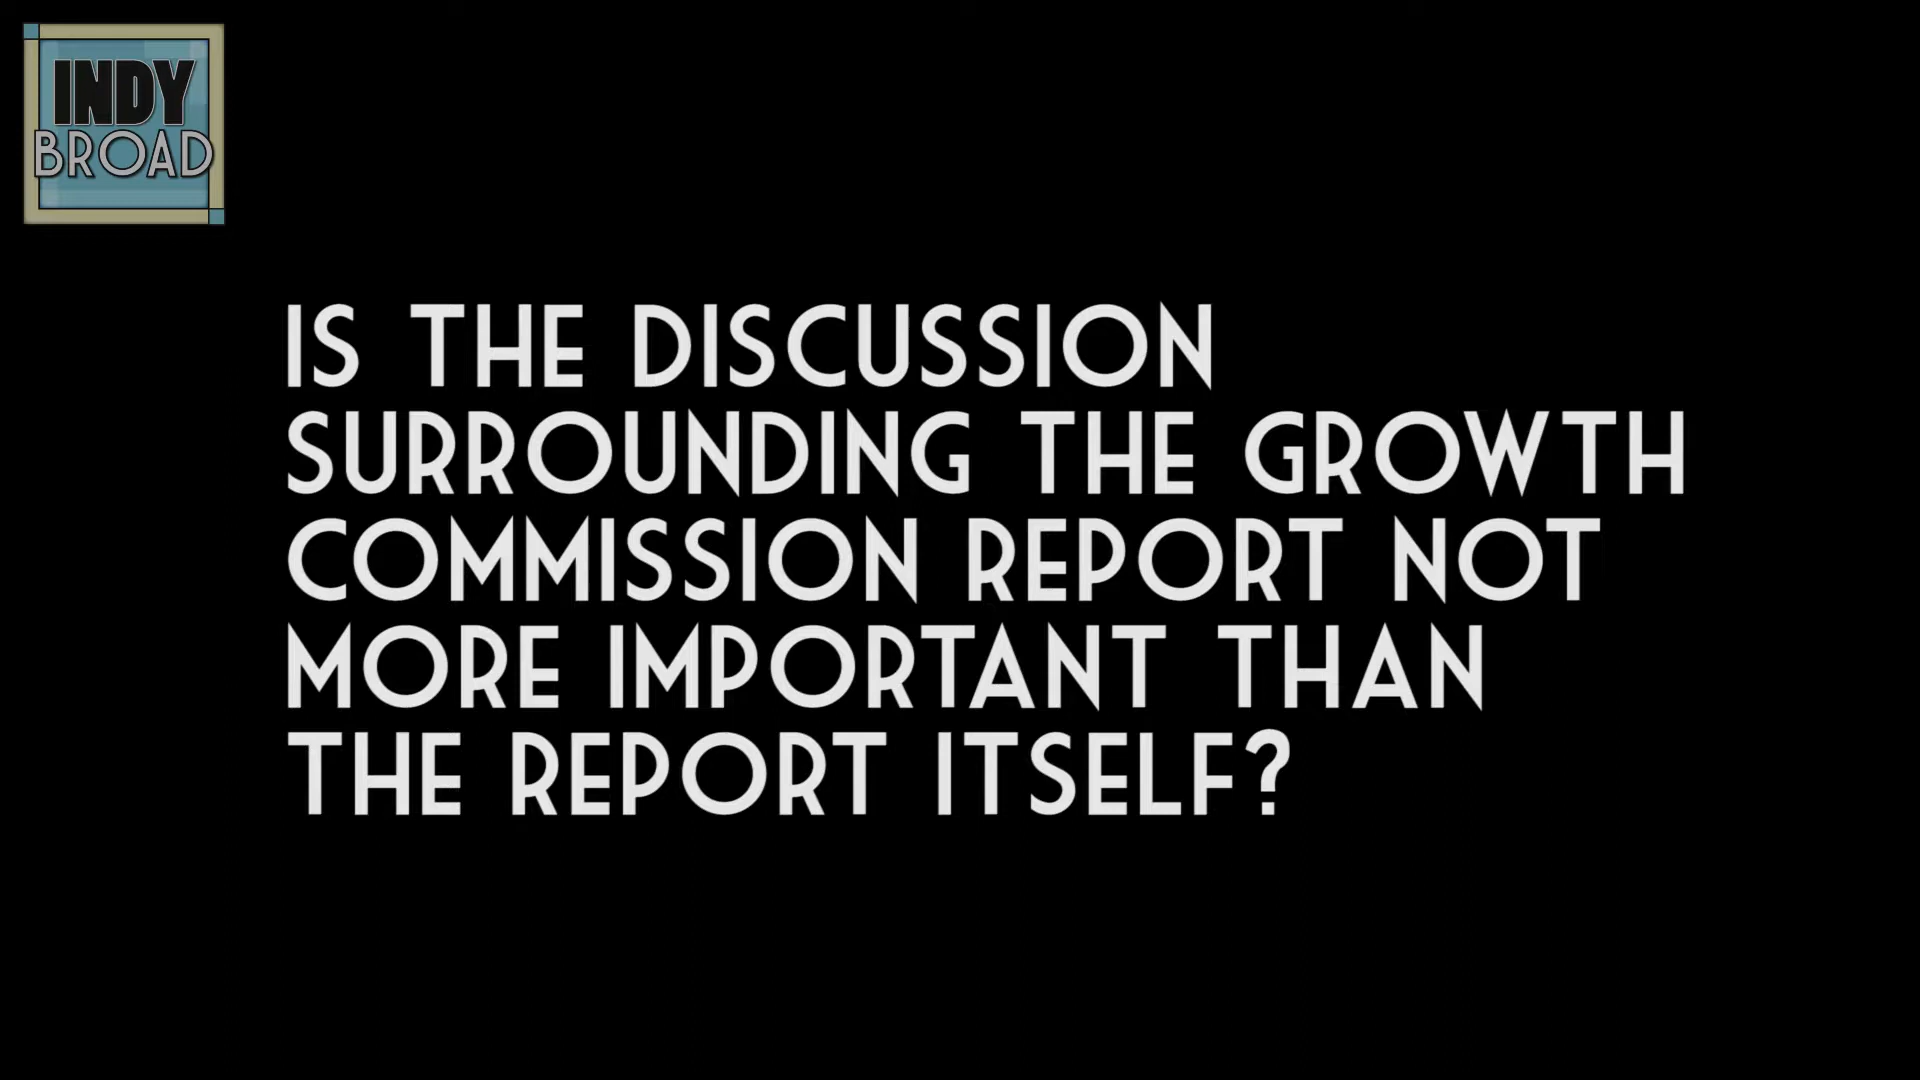 INDY
BROAD
IS THE DISCUSSION
SURROUNDING THE GROWTH
COMMISSION REPORT NOT
MORE IMPORTANT THAN
THE REPORT ITSELF?